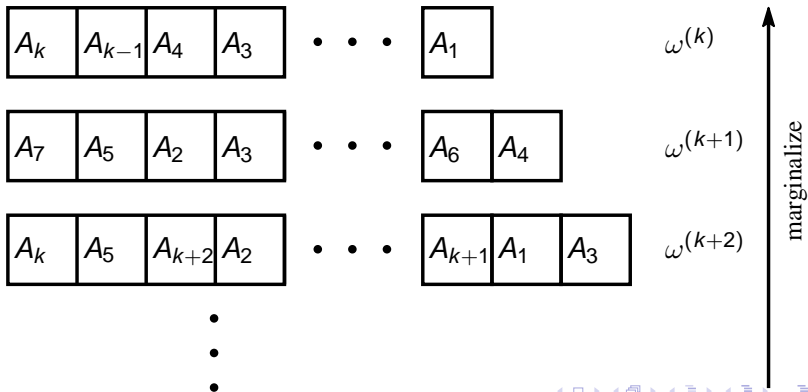 A_k A_{k−1} A_4 A_3 • • • A_1 ω^{(k)}
A_7 A_5 A_2 A_3 • • • A_6 A_4 ω^{(k+1)}
A_k A_5 A_{k+2} A_2 • • • A_{k+1} A_1 A_3 ω^{(k+2)}
marginalize